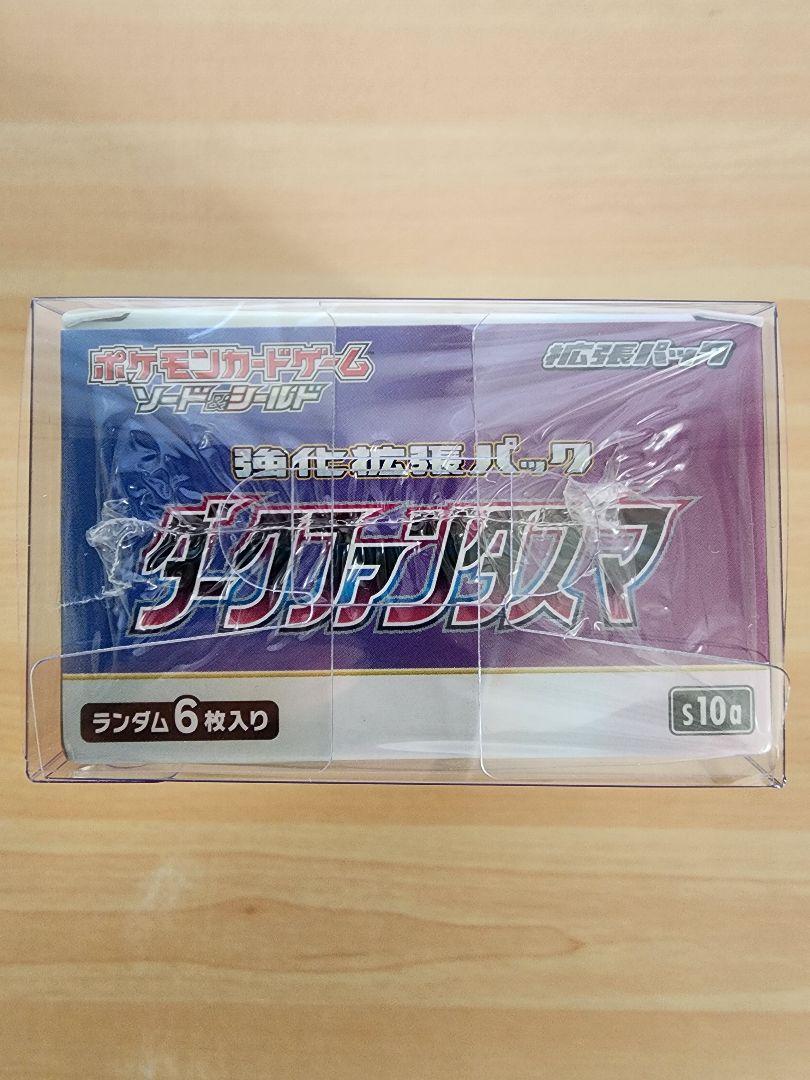 ポケモンカードゲーム
ソード&シールド
拡張パック
強化拡張パック
ダークファンタズマ
ランダム6枚入り
s10a